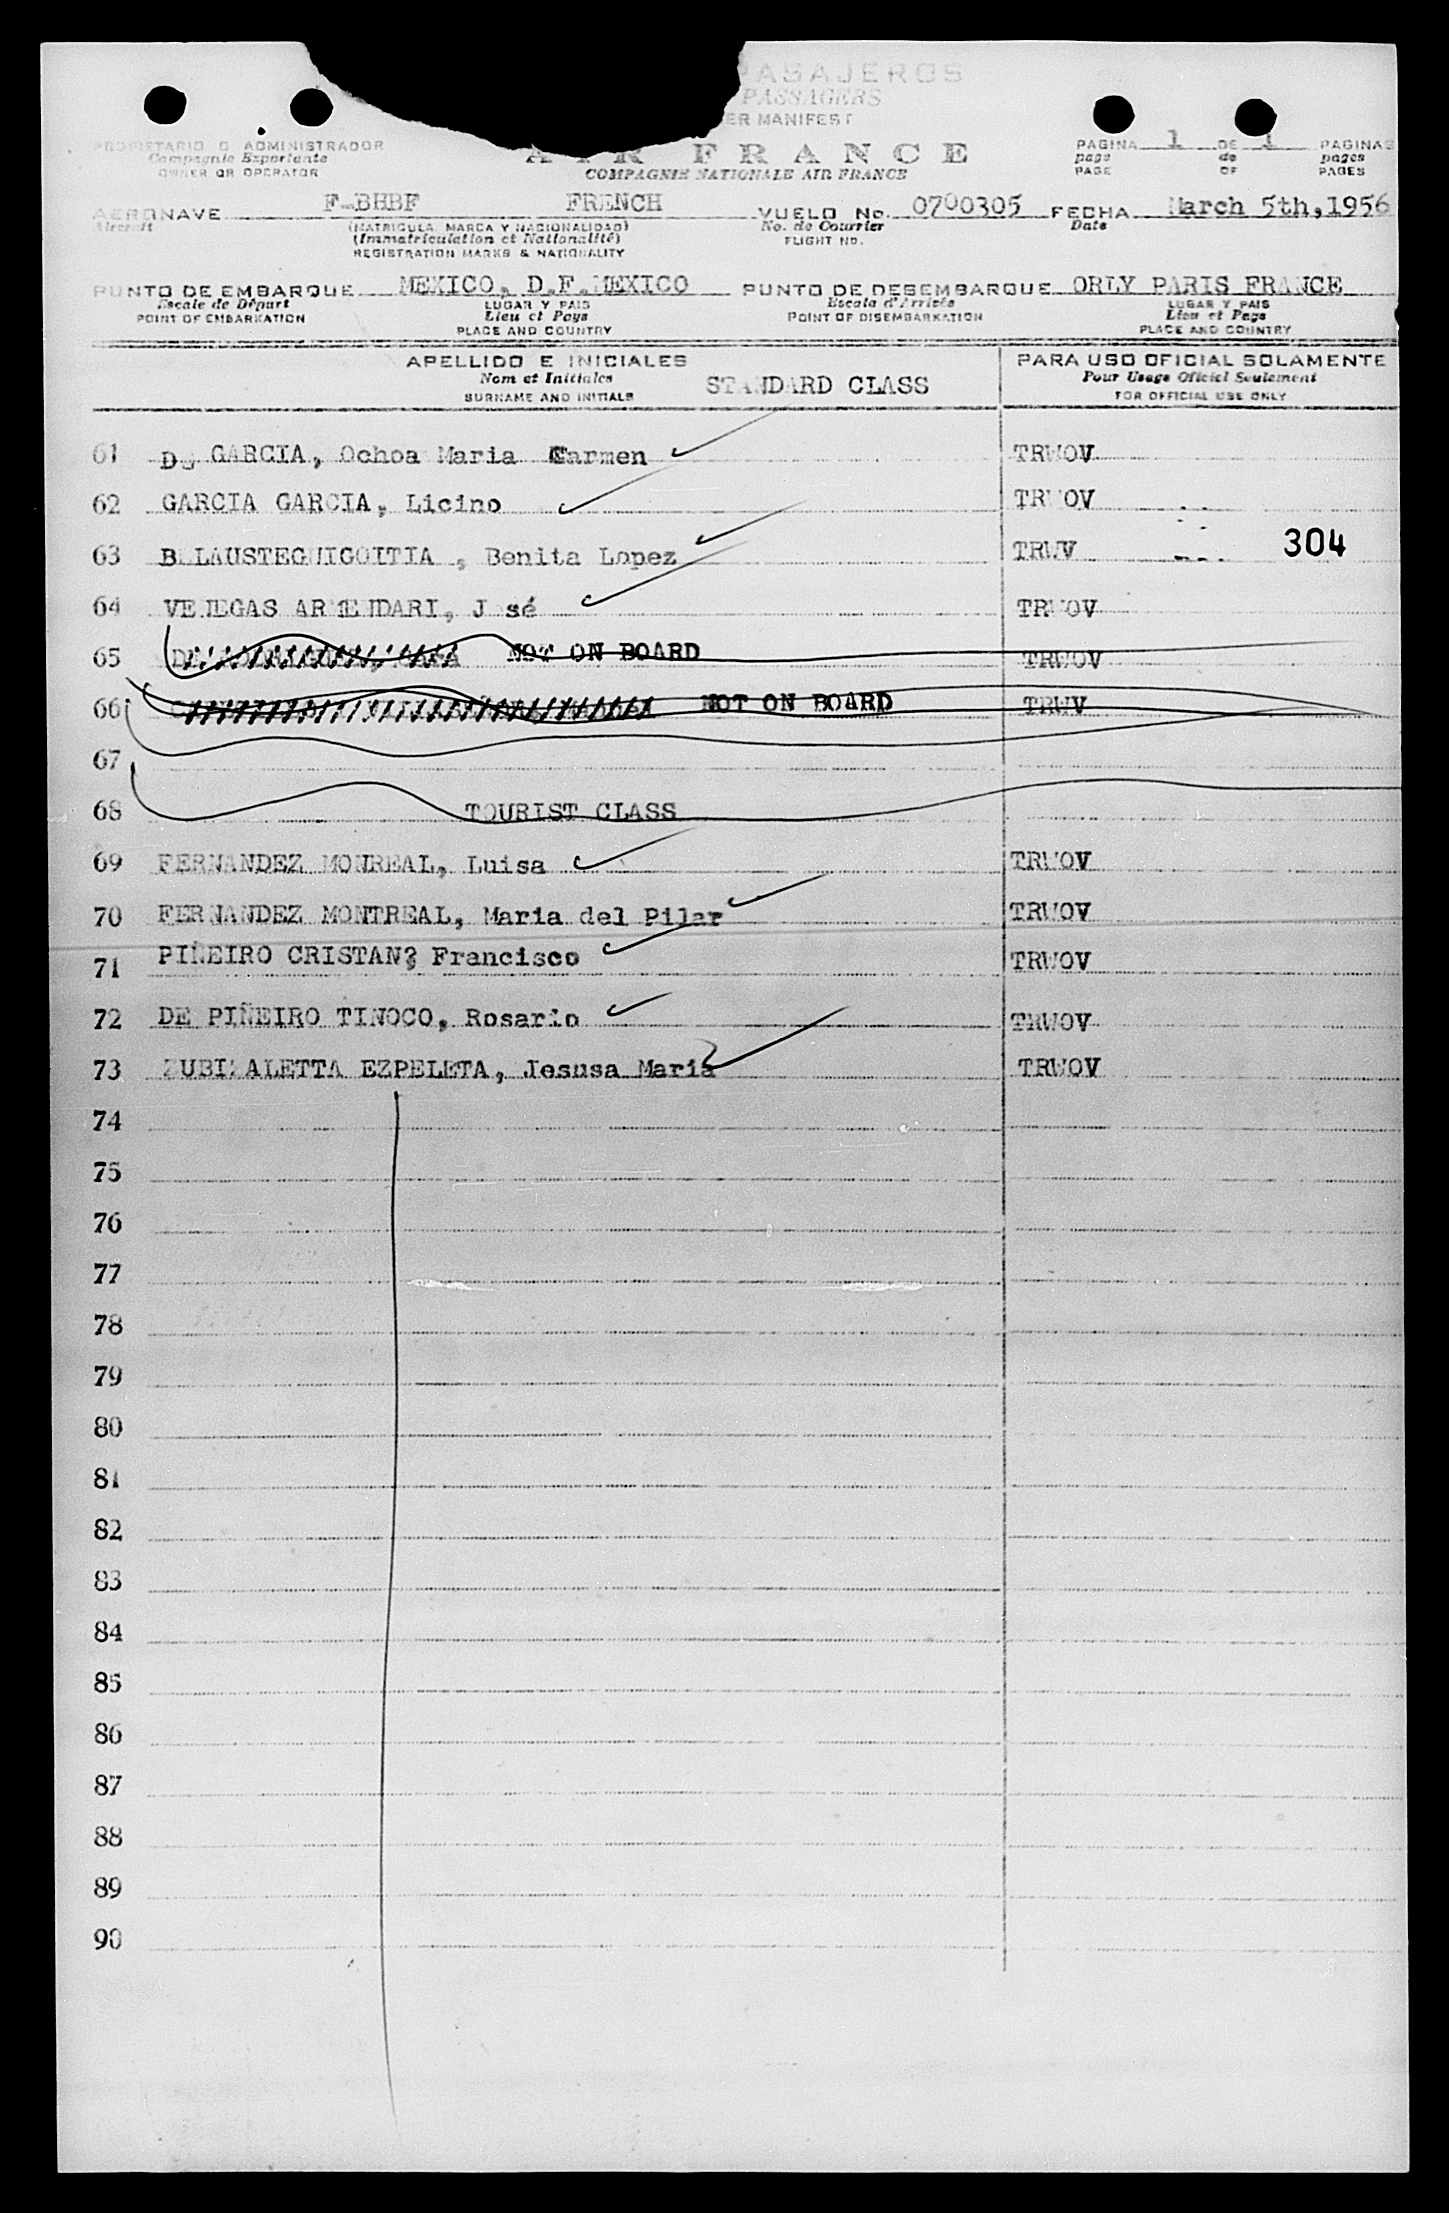 PASAJEROS
PASSAGERS
MANIFEST
PROPIETARIO O ADMINISTRADOR
Compagnie Exportante
OWNER OR OPERATOR
AIR FRANCE
COMPAGNIE NATIONALE AIR FRANCE
PAGINA 1 DE 1 PAGINAS
page de pages
PAGE OF PAGES
AERONAVE F-BHBF FRENCH VUELO No. 0700305 FECHA March 5th, 1956
Aircraft (MATRICULA, MARCA Y NACIONALIDAD) No. de Courrier Date
(Immatriculation et Nationalité) FLIGHT NO.
REGISTRATION MARKS & NATIONALITY
PUNTO DE EMBARQUE MEXICO, D.F. MEXICO PUNTO DE DESEMBARQUE ORLY PARIS FRANCE
Escale de Départ LUGAR Y PAIS Escala d'Arrivée LUGAR Y PAIS
POINT OF EMBARKATION Lieu et Pays POINT OF DISEMBARKATION Lieu et Pays
PLACE AND COUNTRY PLACE AND COUNTRY
APELLIDO E INICIALES PARA USO OFICIAL SOLAMENTE
Nom et Initiales STANDARD CLASS Pour Usage Officiel Seulement
SURNAME AND INITIALS FOR OFFICIAL USE ONLY
61 DE GARCIA, Ochoa Maria Carmen TRWOV
62 GARCIA GARCIA, Licino TRWOV
63 BELAUSTEGUIGOITIA , Benita Lopez TRWV 304
64 VENEGAS ARMENDARI, José TRWOV
65 NOT ON BOARD TRWOV
66 NOT ON BOARD TRWV
67
68 TOURIST CLASS
69 FERNANDEZ MONREAL, Luisa TRWOV
70 FERNANDEZ MONTREAL, Maria del Pilar TRWOV
71 PIÑEIRO CRISTAN? Francisco TRWOV
72 DE PIÑEIRO TINOCO, Rosario TRWOV
73 ZUBIZALETTA EZPELETA, Jesusa Maria TRWOV
74
75
76
77
78
79
80
81
82
83
84
85
86
87
88
89
90